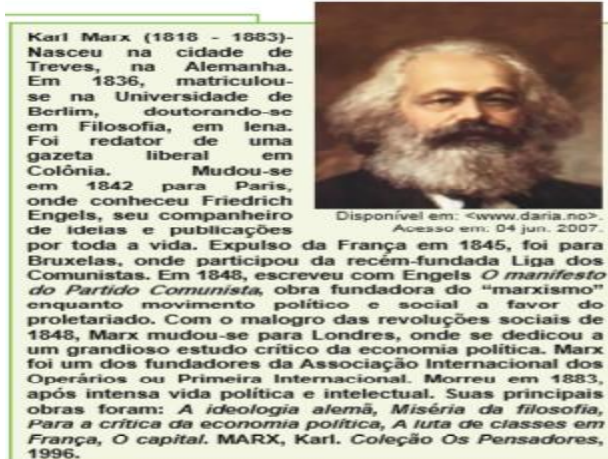 Karl Marx (1818 - 1883)-
Nasceu na cidade de
Treves, na Alemanha.
Em 1836, matriculou-
se na Universidade de
Berlim, doutorando-se
em Filosofia, em Iena.
Foi redator de uma
gazeta liberal em
Colônia. Mudou-se
em 1842 para Paris,
onde conheceu Friedrich
Engels, seu companheiro
de ideias e publicações
Disponível em: <www.daria.no>.
Acesso em: 04 jun. 2007.
por toda a vida. Expulso da França em 1845, foi para
Bruxelas, onde participou da recém-fundada Liga dos
Comunistas. Em 1848, escreveu com Engels O manifesto
do Partido Comunista, obra fundadora do “marxismo”
enquanto movimento político e social a favor do
proletariado. Com o malogro das revoluções sociais de
1848, Marx mudou-se para Londres, onde se dedicou a
um grandioso estudo crítico da economia política. Marx
foi um dos fundadores da Associação Internacional dos
Operários ou Primeira Internacional. Morreu em 1883,
após intensa vida política e intelectual. Suas principais
obras foram: A ideologia alemã, Miséria da filosofia,
Para a crítica da economia política, A luta de classes em
França, O capital. MARX, Karl. Coleção Os Pensadores,
1996.